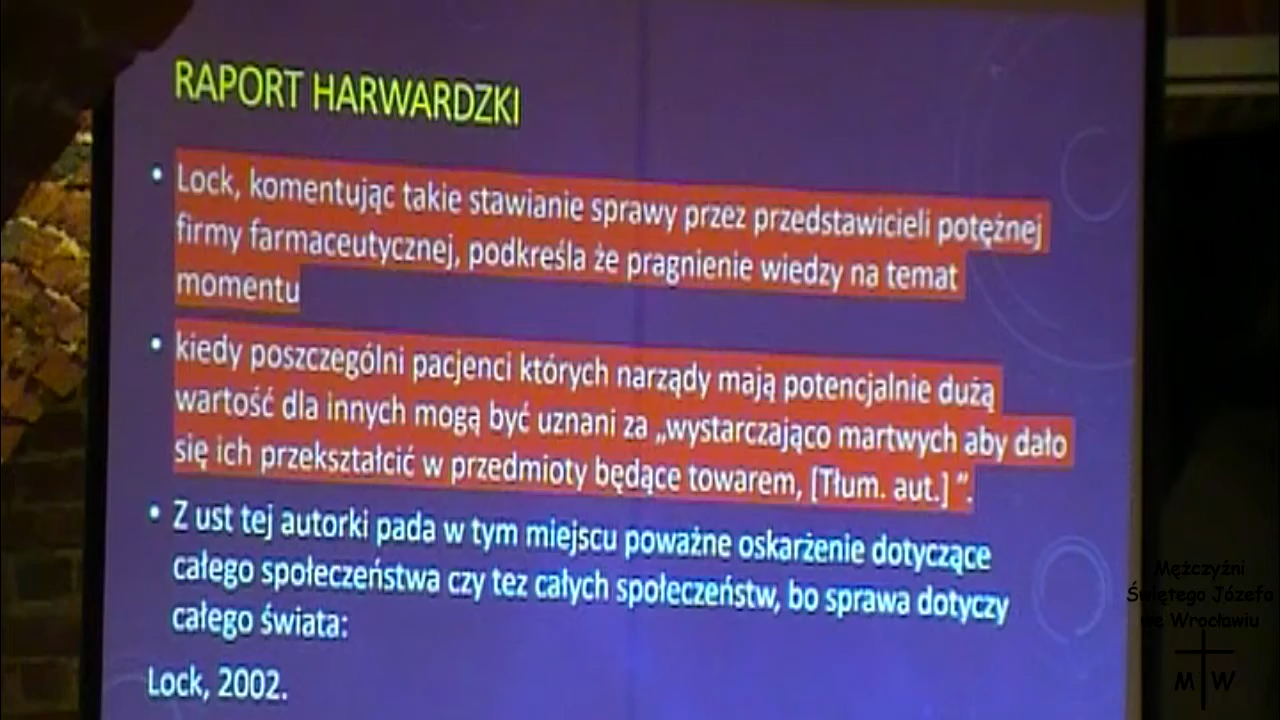 RAPORT HARWARDZKI
• Lock, komentując takie stawianie sprawy przez przedstawicieli potężnej
firmy farmaceutycznej, podkreśla że pragnienie wiedzy na temat
momentu
• kiedy poszczególni pacjenci których narządy mają potencjalnie dużą
wartość dla innych mogą być uznani za „wystarczająco martwych aby dało
się ich przekształcić w przedmioty będące towarem, [Tłum. aut.] ”.
• Z ust tej autorki pada w tym miejscu poważne oskarżenie dotyczące
całego społeczeństwa czy tez całych społeczeństw, bo sprawa dotyczy
całego świata:
Lock, 2002.
Mężczyźni
Świętego Józefa
we Wrocławiu
M W